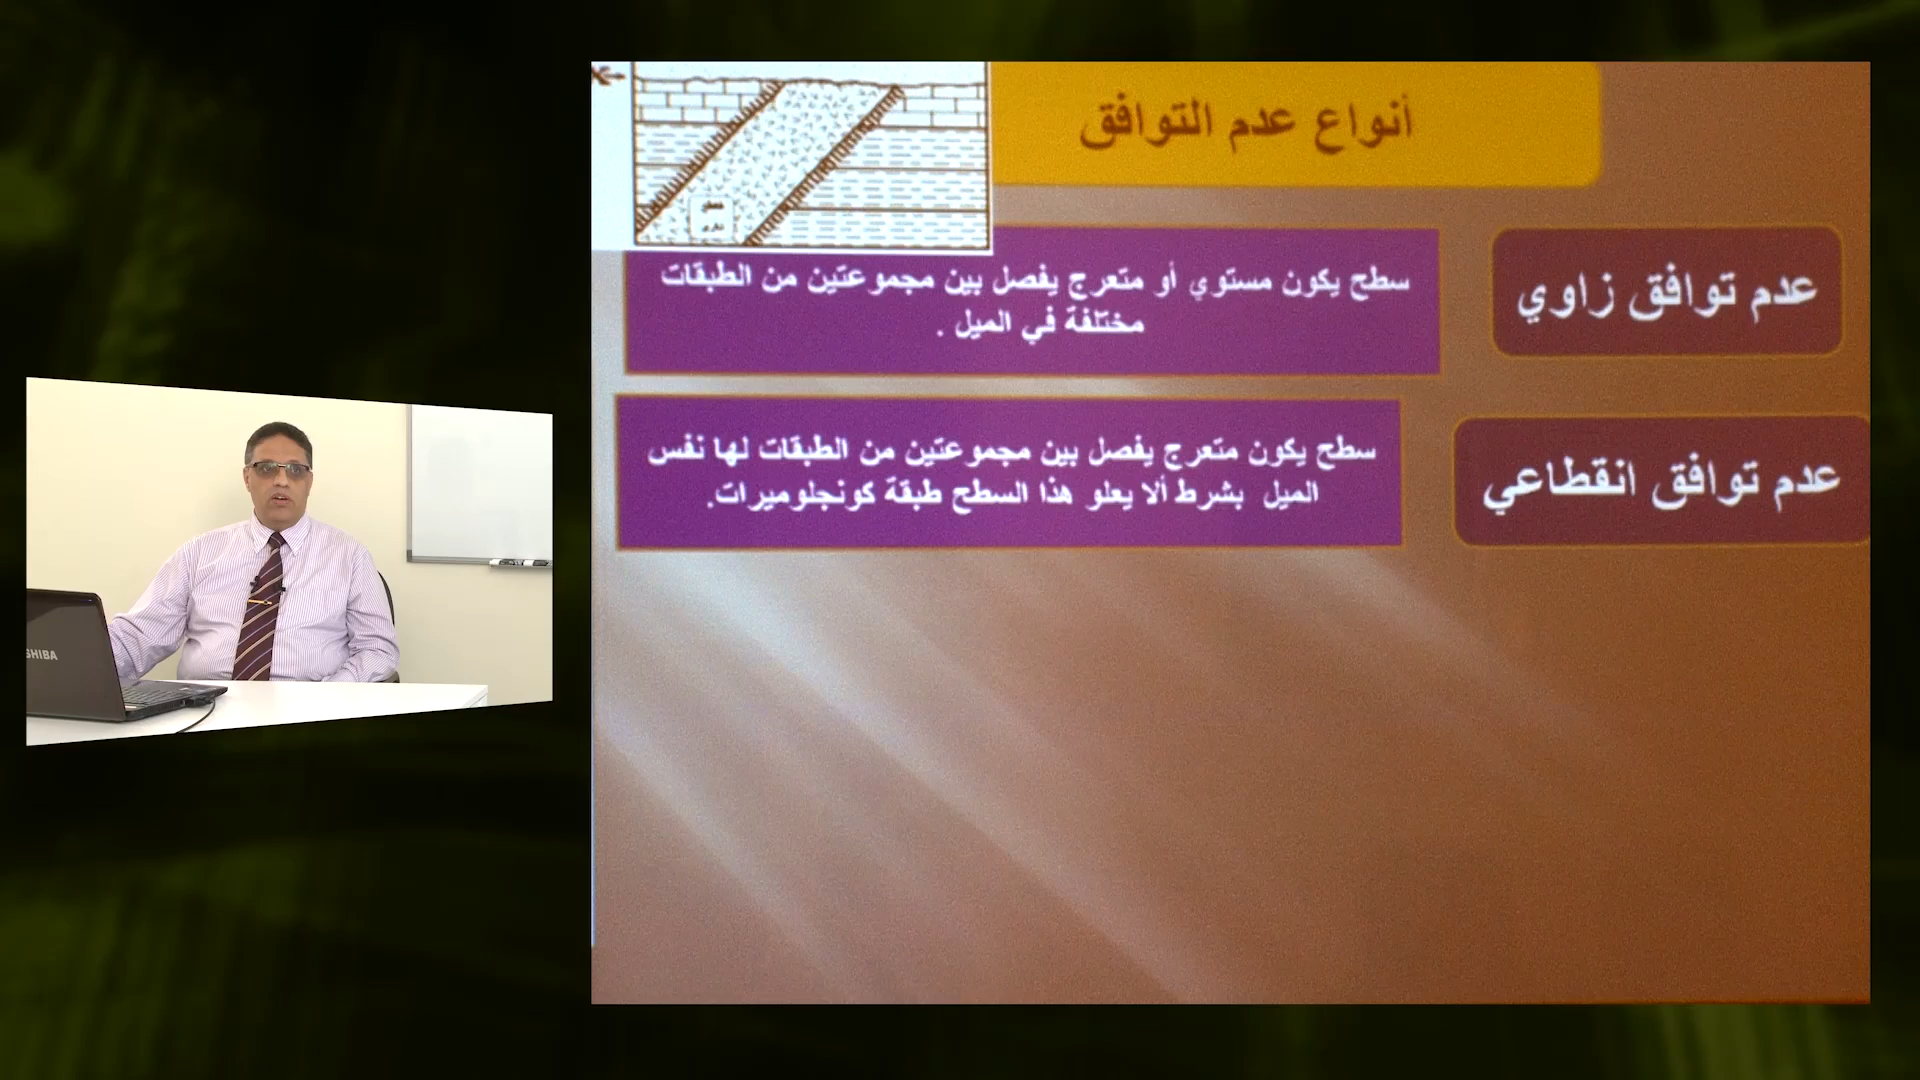 أنواع عدم التوافق
عدم توافق زاوي
سطح يكون مستوي أو متعرج يفصل بين مجموعتين من الطبقات
مختلفة في الميل .
عدم توافق انقطاعي
سطح يكون متعرج يفصل بين مجموعتين من الطبقات لها نفس
الميل بشرط ألا يعلو هذا السطح طبقة كونجلوميرات.
SHIBA